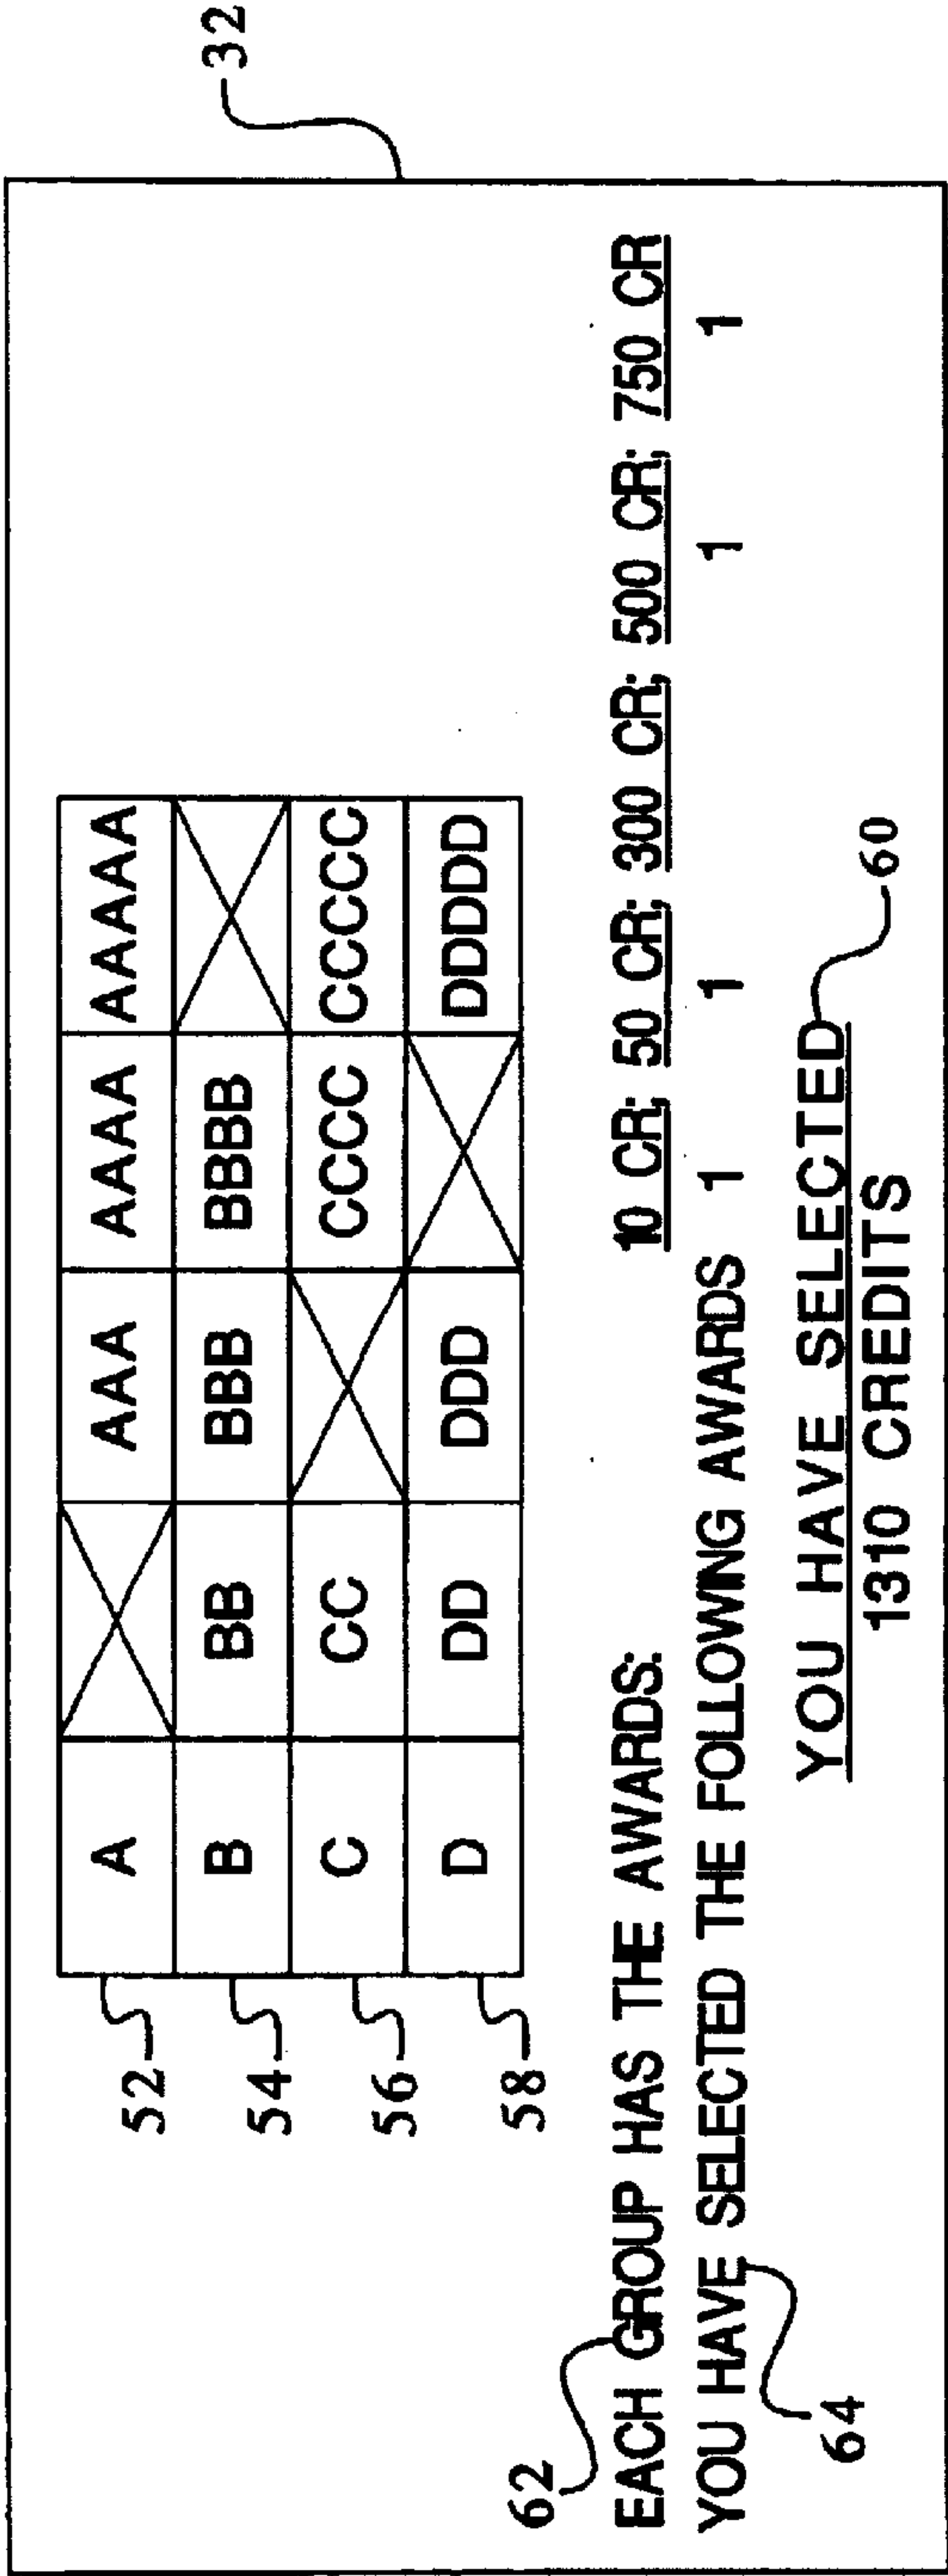 32
52 A AAA AAAA AAAAA
54 B BB BBB BBBB
56 C CC CCCC CCCCC
58 D DD DDD DDDDD
62
EACH GROUP HAS THE AWARDS: 10 CR; 50 CR; 300 CR; 500 CR; 750 CR
YOU HAVE SELECTED THE FOLLOWING AWARDS 1 1 1 1
64
YOU HAVE SELECTED 60
1310 CREDITS